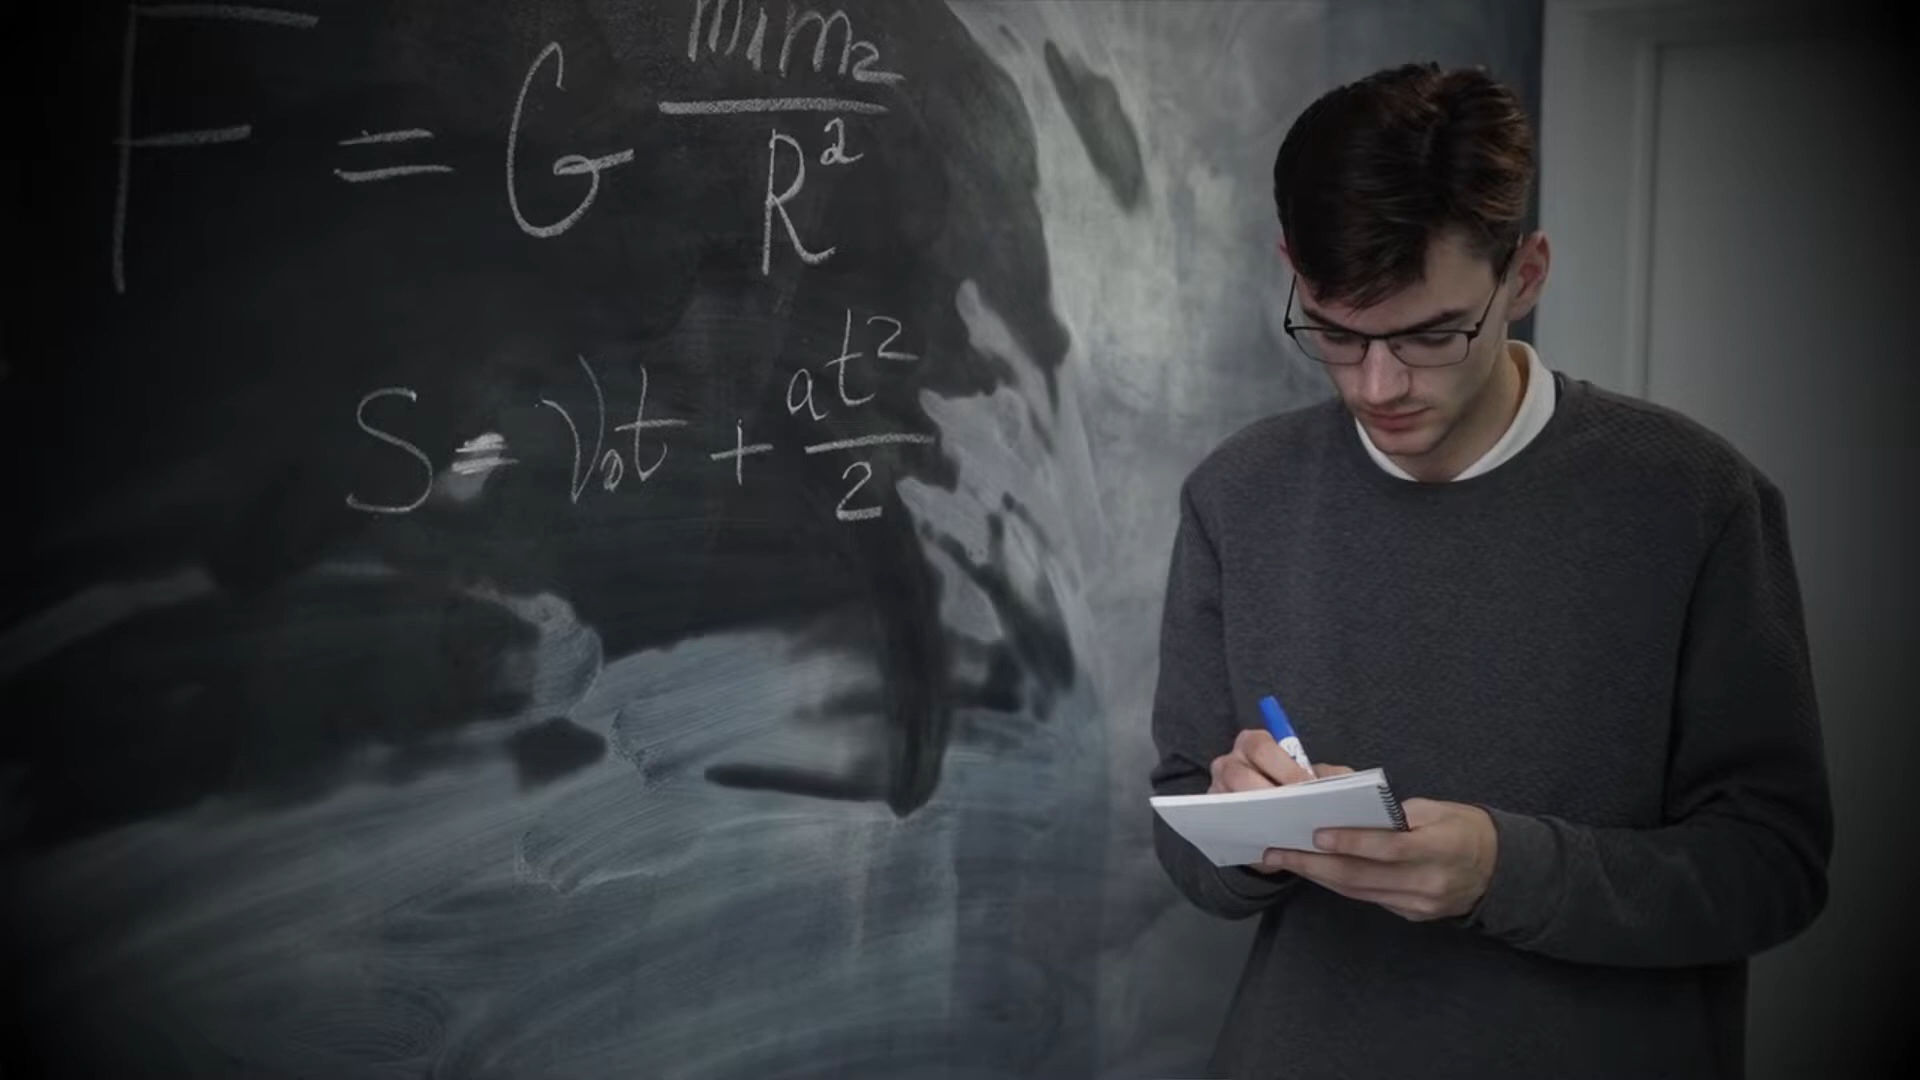 F = G m₁m₂/R²
S = V₀t + at²/2